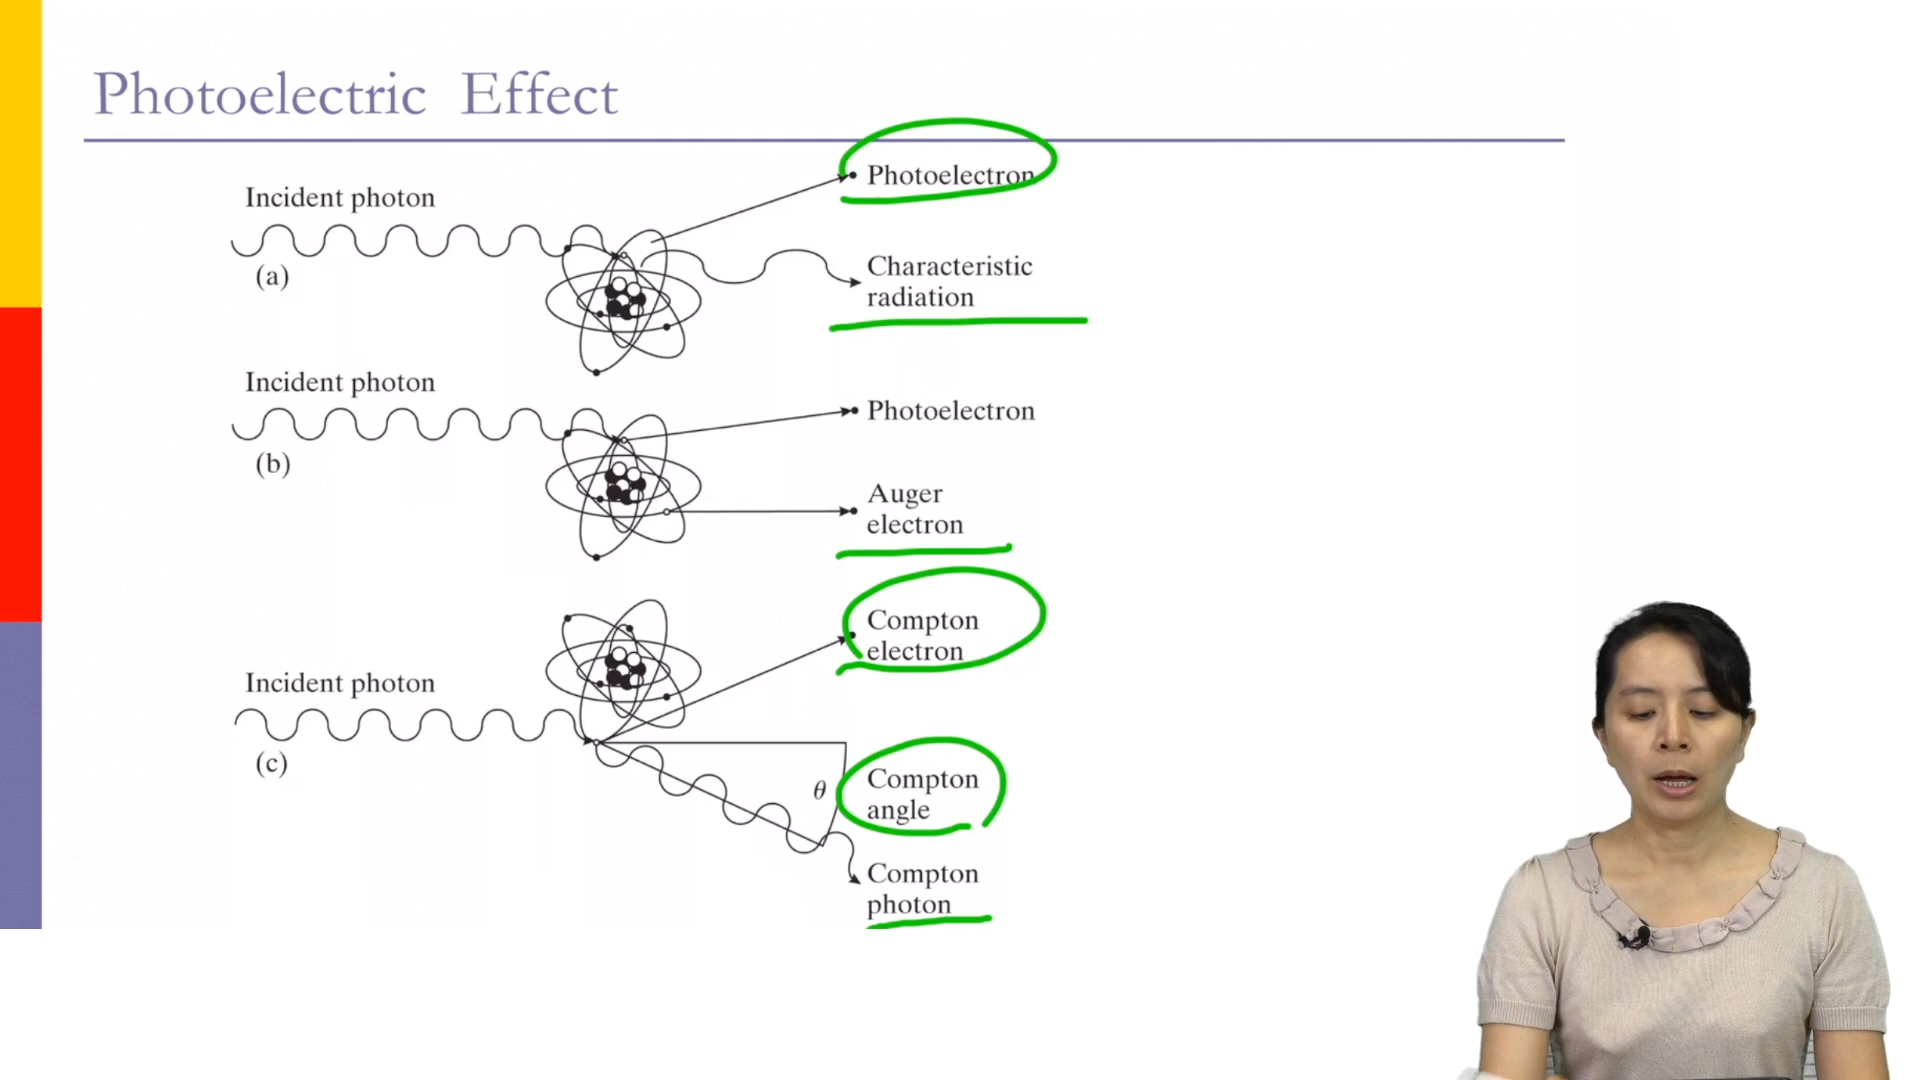 Photoelectric Effect
Incident photon
(a)
Photoelectron
Characteristic
radiation
Incident photon
(b)
Photoelectron
Auger
electron
Incident photon
(c)
Compton
electron
θ
Compton
angle
Compton
photon